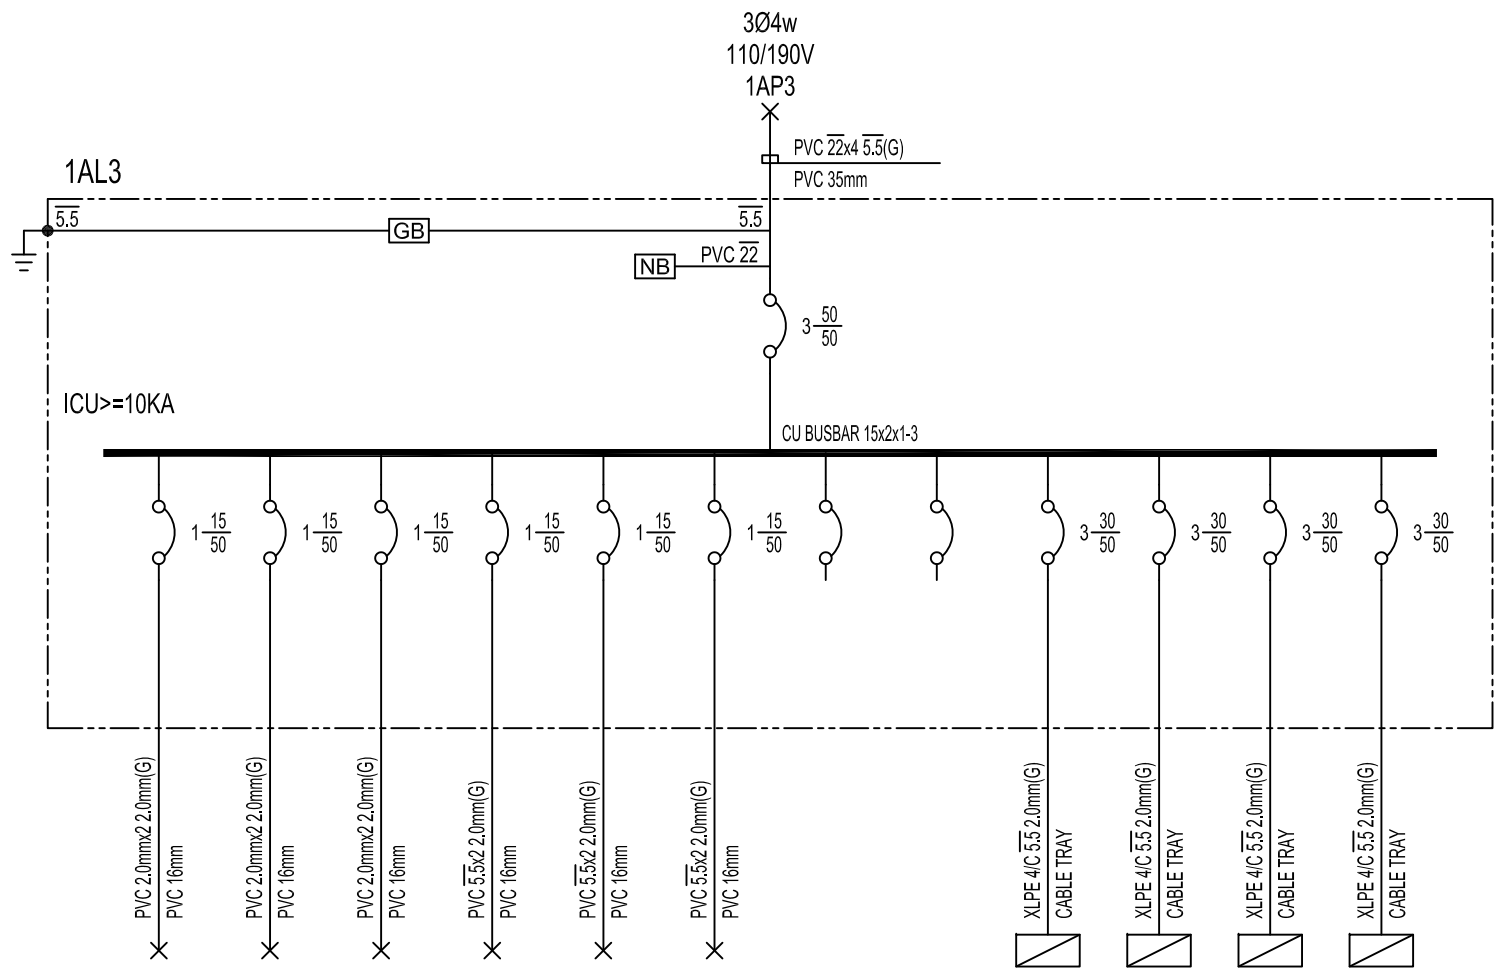 3Ø4w
110/190V
1AP3
PVC 22x4 5.5(G)
PVC 35mm
1AL3
5.5
GB
5.5
NB
PVC 22
3 50/50
ICU>=10KA
CU BUSBAR 15x2x1-3
1 15/50
1 15/50
1 15/50
1 15/50
1 15/50
1 15/50
3 30/50
3 30/50
3 30/50
3 30/50
PVC 2.0mmx2 2.0mm(G)
PVC 16mm
PVC 2.0mmx2 2.0mm(G)
PVC 16mm
PVC 2.0mmx2 2.0mm(G)
PVC 16mm
PVC 5.5x2 2.0mm(G)
PVC 16mm
PVC 5.5x2 2.0mm(G)
PVC 16mm
PVC 5.5x2 2.0mm(G)
PVC 16mm
XLPE 4/C 5.5 2.0mm(G)
CABLE TRAY
XLPE 4/C 5.5 2.0mm(G)
CABLE TRAY
XLPE 4/C 5.5 2.0mm(G)
CABLE TRAY
XLPE 4/C 5.5 2.0mm(G)
CABLE TRAY